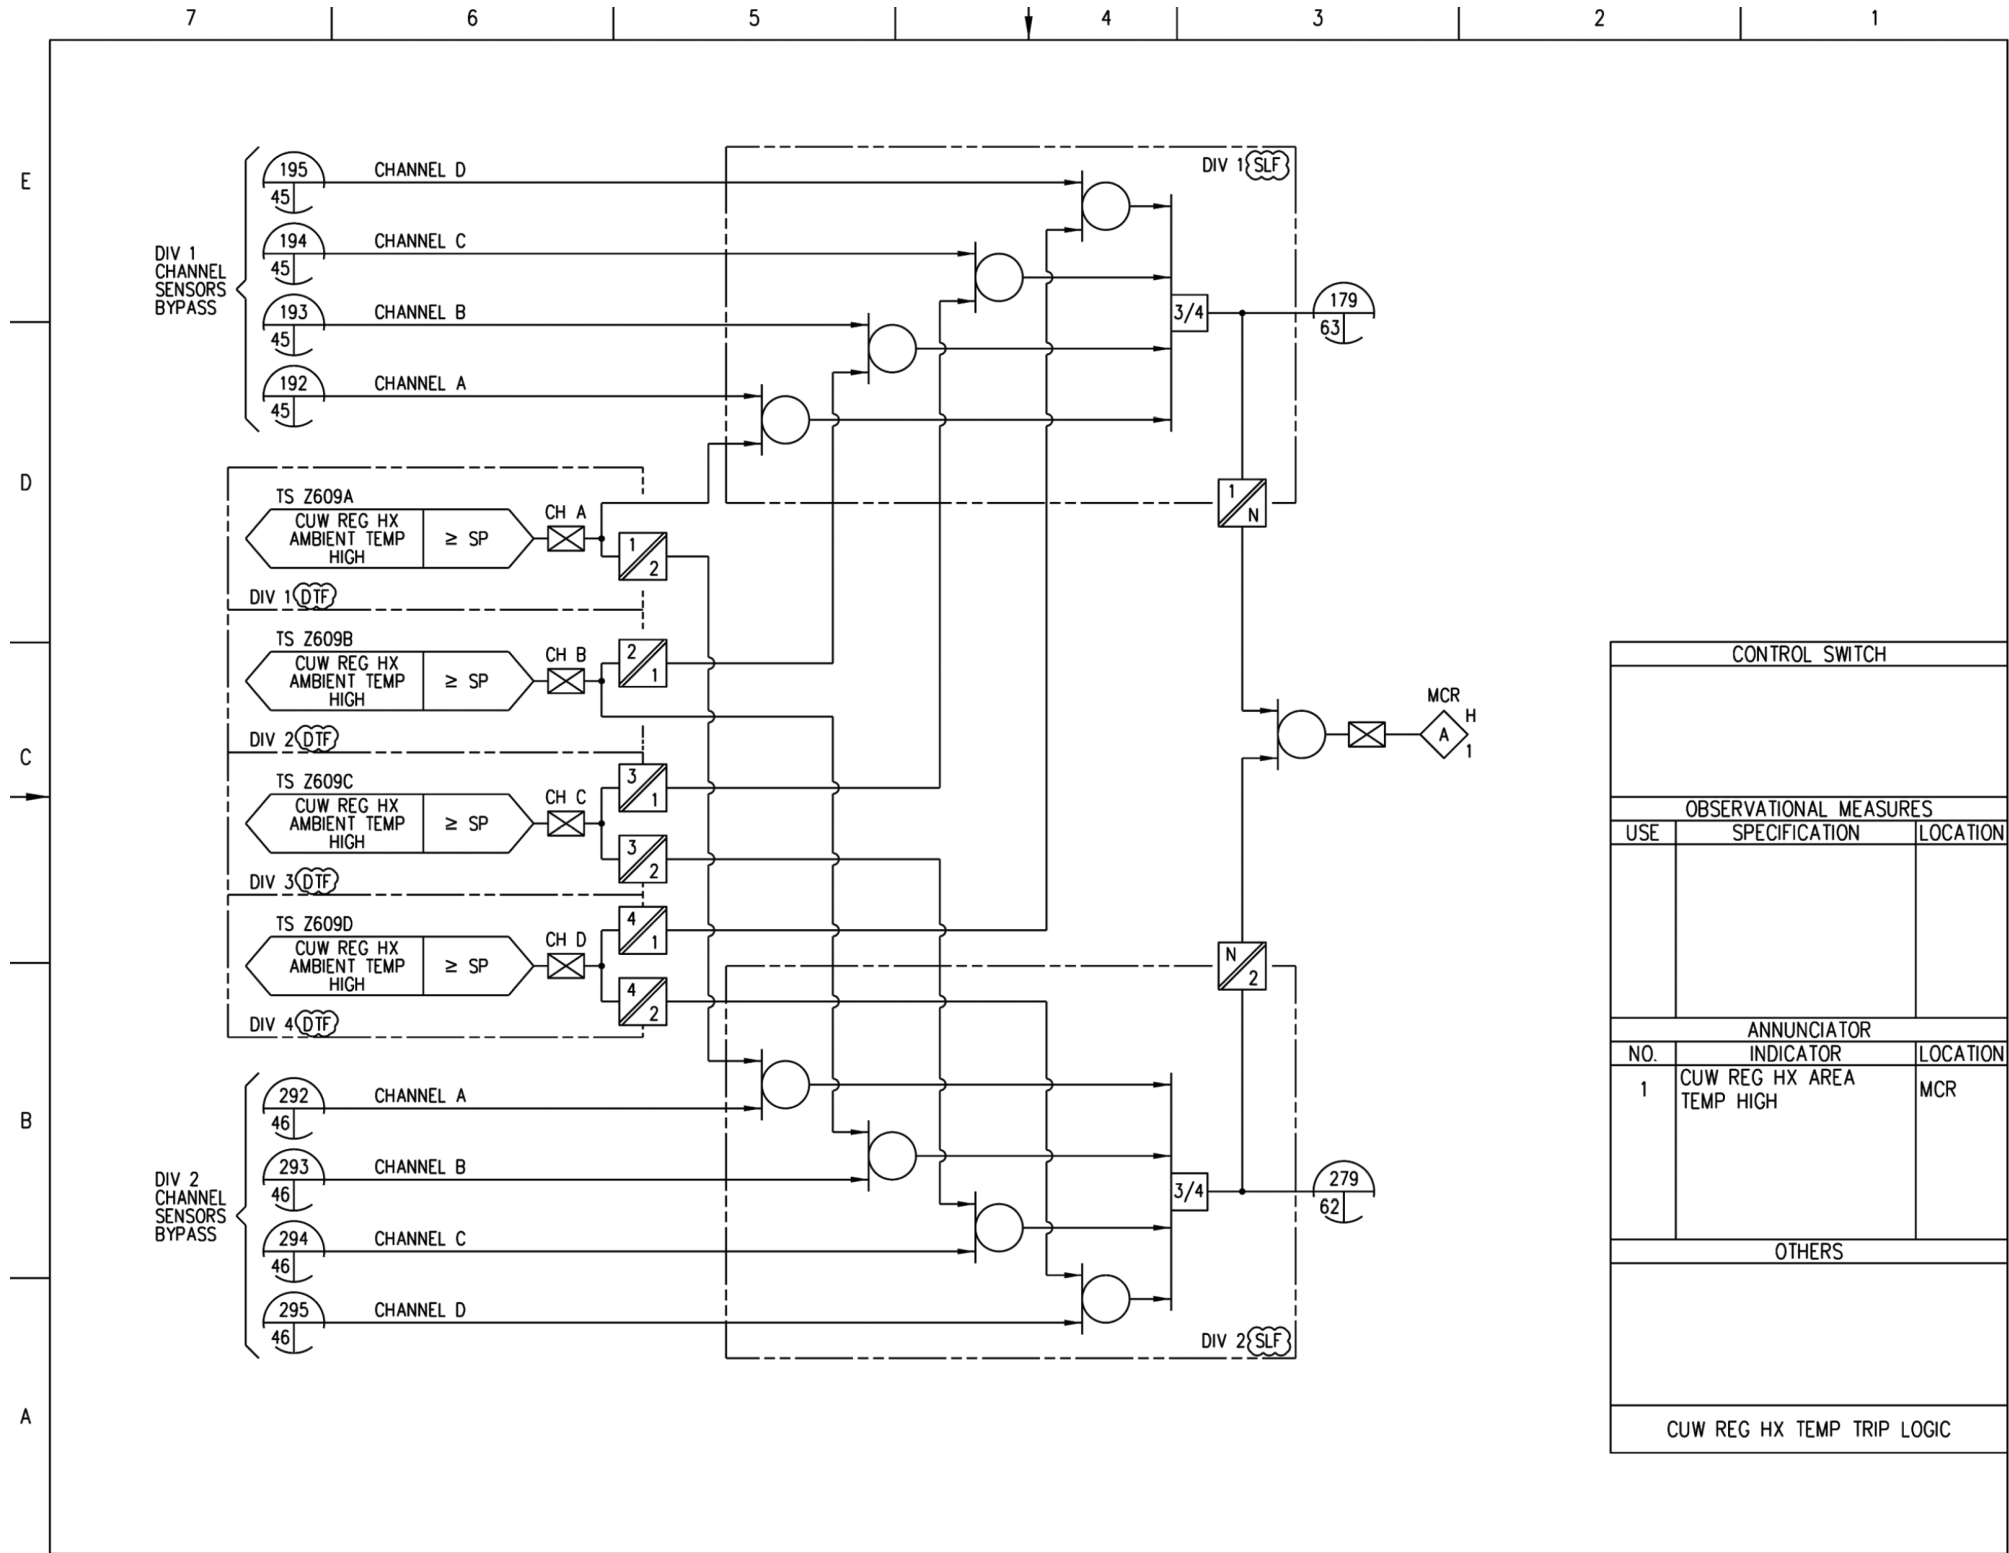 7 6 5 4 3 2 1
E
D
C
B
A
DIV 1
CHANNEL
SENSORS
BYPASS
195
45
CHANNEL D
194
45
CHANNEL C
193
45
CHANNEL B
192
45
CHANNEL A
DIV 1 SLF
3/4
179
63
1
N
TS Z609A
CUW REG HX
AMBIENT TEMP
HIGH
≥ SP
CH A
1
2
DIV 1 DTF
TS Z609B
CUW REG HX
AMBIENT TEMP
HIGH
≥ SP
CH B
2
1
DIV 2 DTF
TS Z609C
CUW REG HX
AMBIENT TEMP
HIGH
≥ SP
CH C
3
1
3
2
DIV 3 DTF
TS Z609D
CUW REG HX
AMBIENT TEMP
HIGH
≥ SP
CH D
4
1
4
2
DIV 4 DTF
MCR
A
H
1
N
2
DIV 2
CHANNEL
SENSORS
BYPASS
292
46
CHANNEL A
293
46
CHANNEL B
294
46
CHANNEL C
295
46
CHANNEL D
3/4
279
62
DIV 2 SLF
CONTROL SWITCH
OBSERVATIONAL MEASURES
USE SPECIFICATION LOCATION
ANNUNCIATOR
NO. INDICATOR LOCATION
1 CUW REG HX AREA MCR
TEMP HIGH
OTHERS
CUW REG HX TEMP TRIP LOGIC